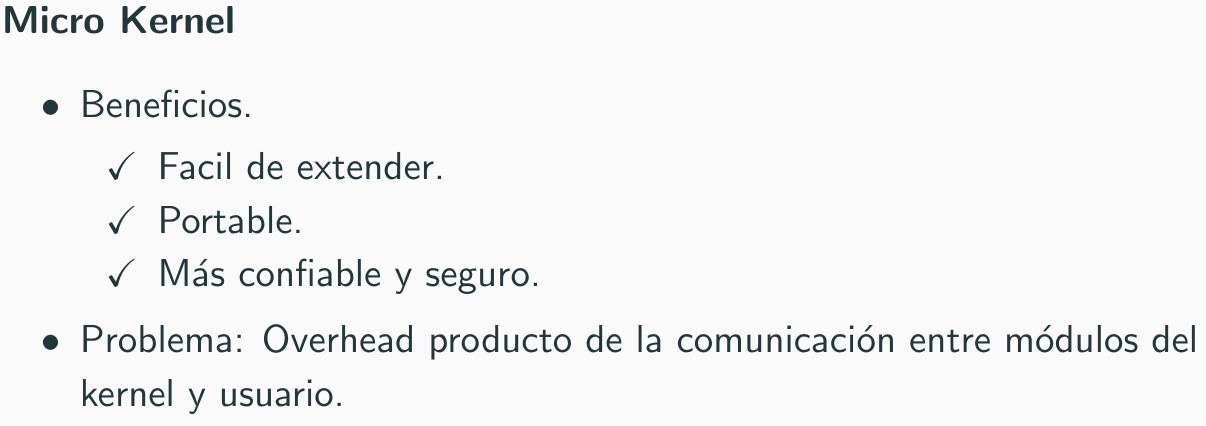 Micro Kernel
• Beneficios.
✓ Facil de extender.
✓ Portable.
✓ Más confiable y seguro.
• Problema: Overhead producto de la comunicación entre módulos del
kernel y usuario.